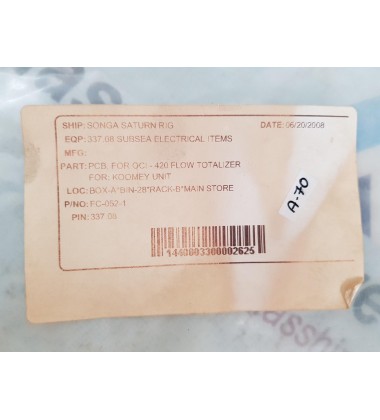 SHIP: SONGA SATURN RIG DATE: 06/20/2008
EQP: 337.08 SUBSEA ELECTRICAL ITEMS
MFG:
PART: PCB, FOR QCI - 420 FLOW TOTALIZER
FOR: KOOMEY UNIT
LOC: BOX-A*BIN-28*RACK-B*MAIN STORE
P/NO: FC-052-1
PIN: 337.08
A-70
1440803300002625